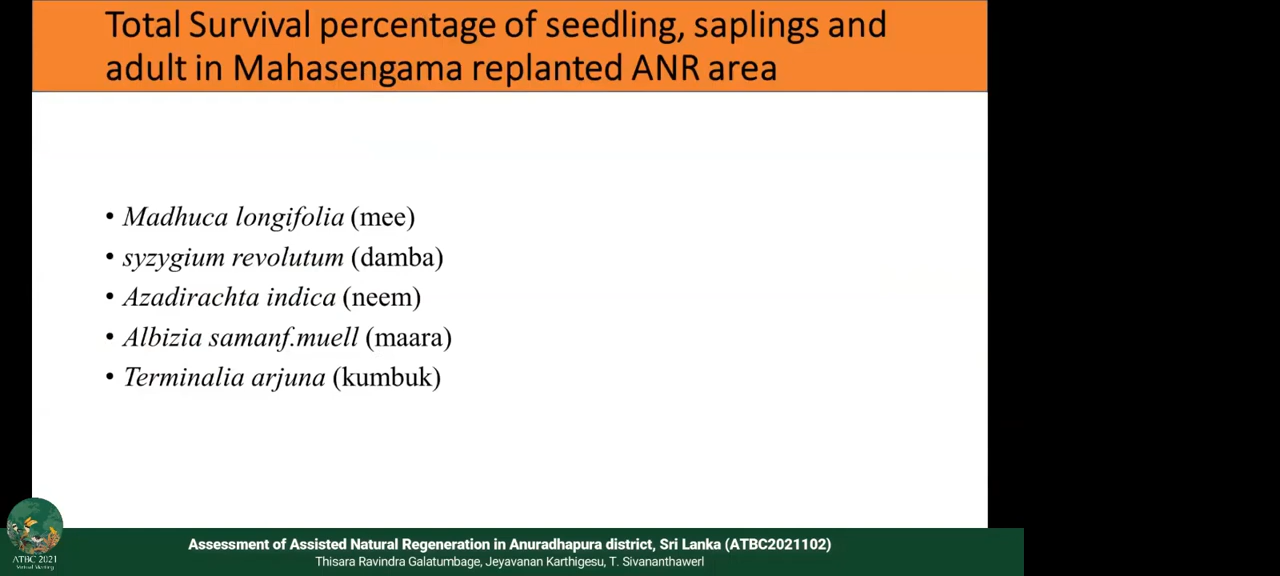 Total Survival percentage of seedling, saplings and
adult in Mahasengama replanted ANR area
• Madhuca longifolia (mee)
• syzygium revolutum (damba)
• Azadirachta indica (neem)
• Albizia samanf.muell (maara)
• Terminalia arjuna (kumbuk)
ATBC 2021
Virtual Meeting
Assessment of Assisted Natural Regeneration in Anuradhapura district, Sri Lanka (ATBC2021102)
Thisara Ravindra Galatumbage, Jeyavanan Karthigesu, T. Sivananthawerl